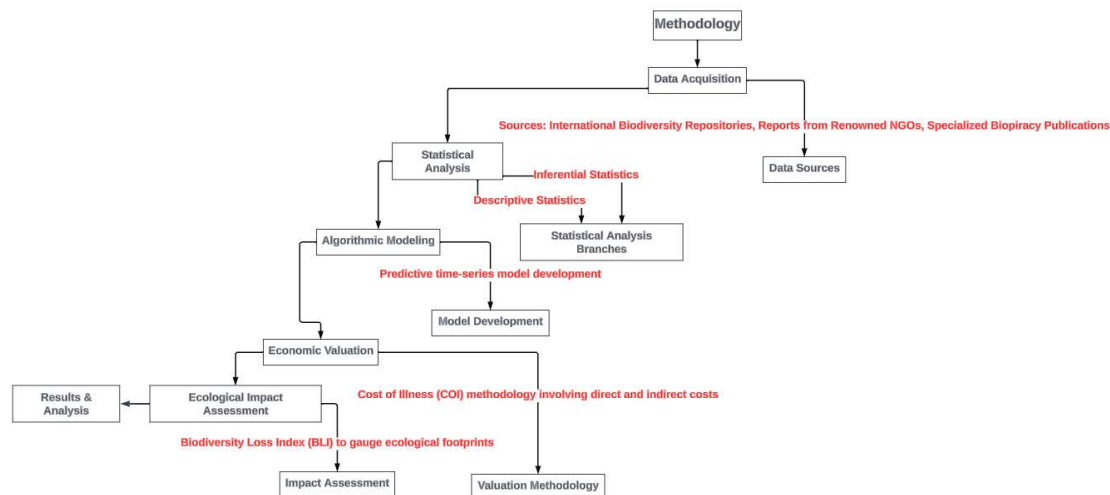 Methodology
Data Acquisition
Sources: International Biodiversity Repositories, Reports from Renowned NGOs, Specialized Biopiracy Publications
Statistical
Analysis
Data Sources
Inferential Statistics
Descriptive Statistics
Statistical Analysis
Branches
Algorithmic Modeling
Predictive time-series model development
Model Development
Economic Valuation
Cost of Illness (COI) methodology involving direct and indirect costs
Results &
Analysis
Ecological Impact
Assessment
Biodiversity Loss Index (BLI) to gauge ecological footprints
Impact Assessment
Valuation Methodology